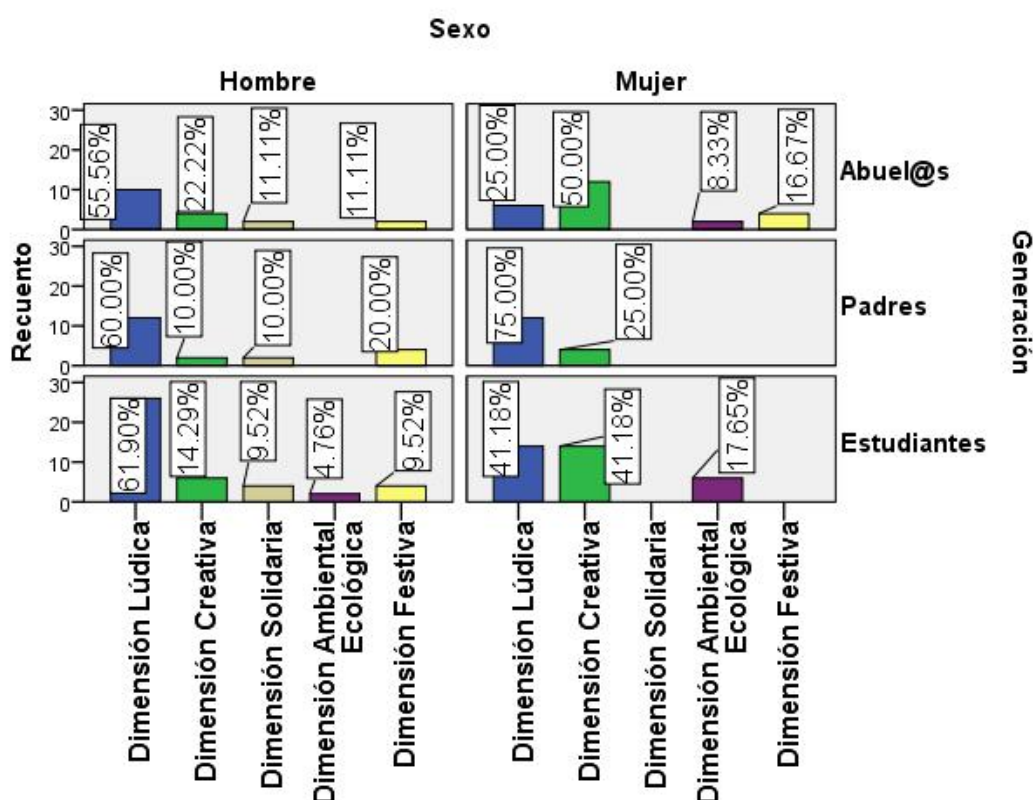 Sexo
Hombre
Mujer
Recuento
Generación
30
20
10
0
55.56%
22.22%
11.11%
11.11%
25.00%
50.00%
8.33%
16.67%
Abuel@s
30
20
10
0
60.00%
10.00%
10.00%
20.00%
75.00%
25.00%
Padres
30
20
10
0
61.90%
14.29%
9.52%
4.76%
9.52%
41.18%
41.18%
17.65%
Estudiantes
Dimensión Lúdica
Dimensión Creativa
Dimensión Solidaria
Dimensión Ambiental
Ecológica
Dimensión Festiva
Dimensión Lúdica
Dimensión Creativa
Dimensión Solidaria
Dimensión Ambiental
Ecológica
Dimensión Festiva